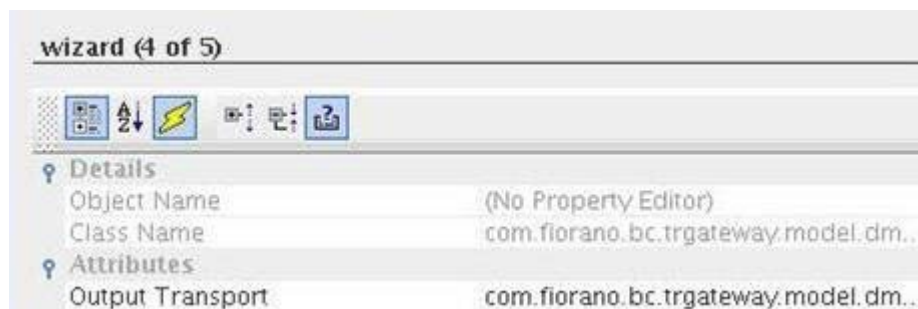 wizard (4 of 5)
Details
Object Name (No Property Editor)
Class Name com.fiorano.bc.trgateway.model.dm..
Attributes
Output Transport com.fiorano.bc.trgateway.model.dm..